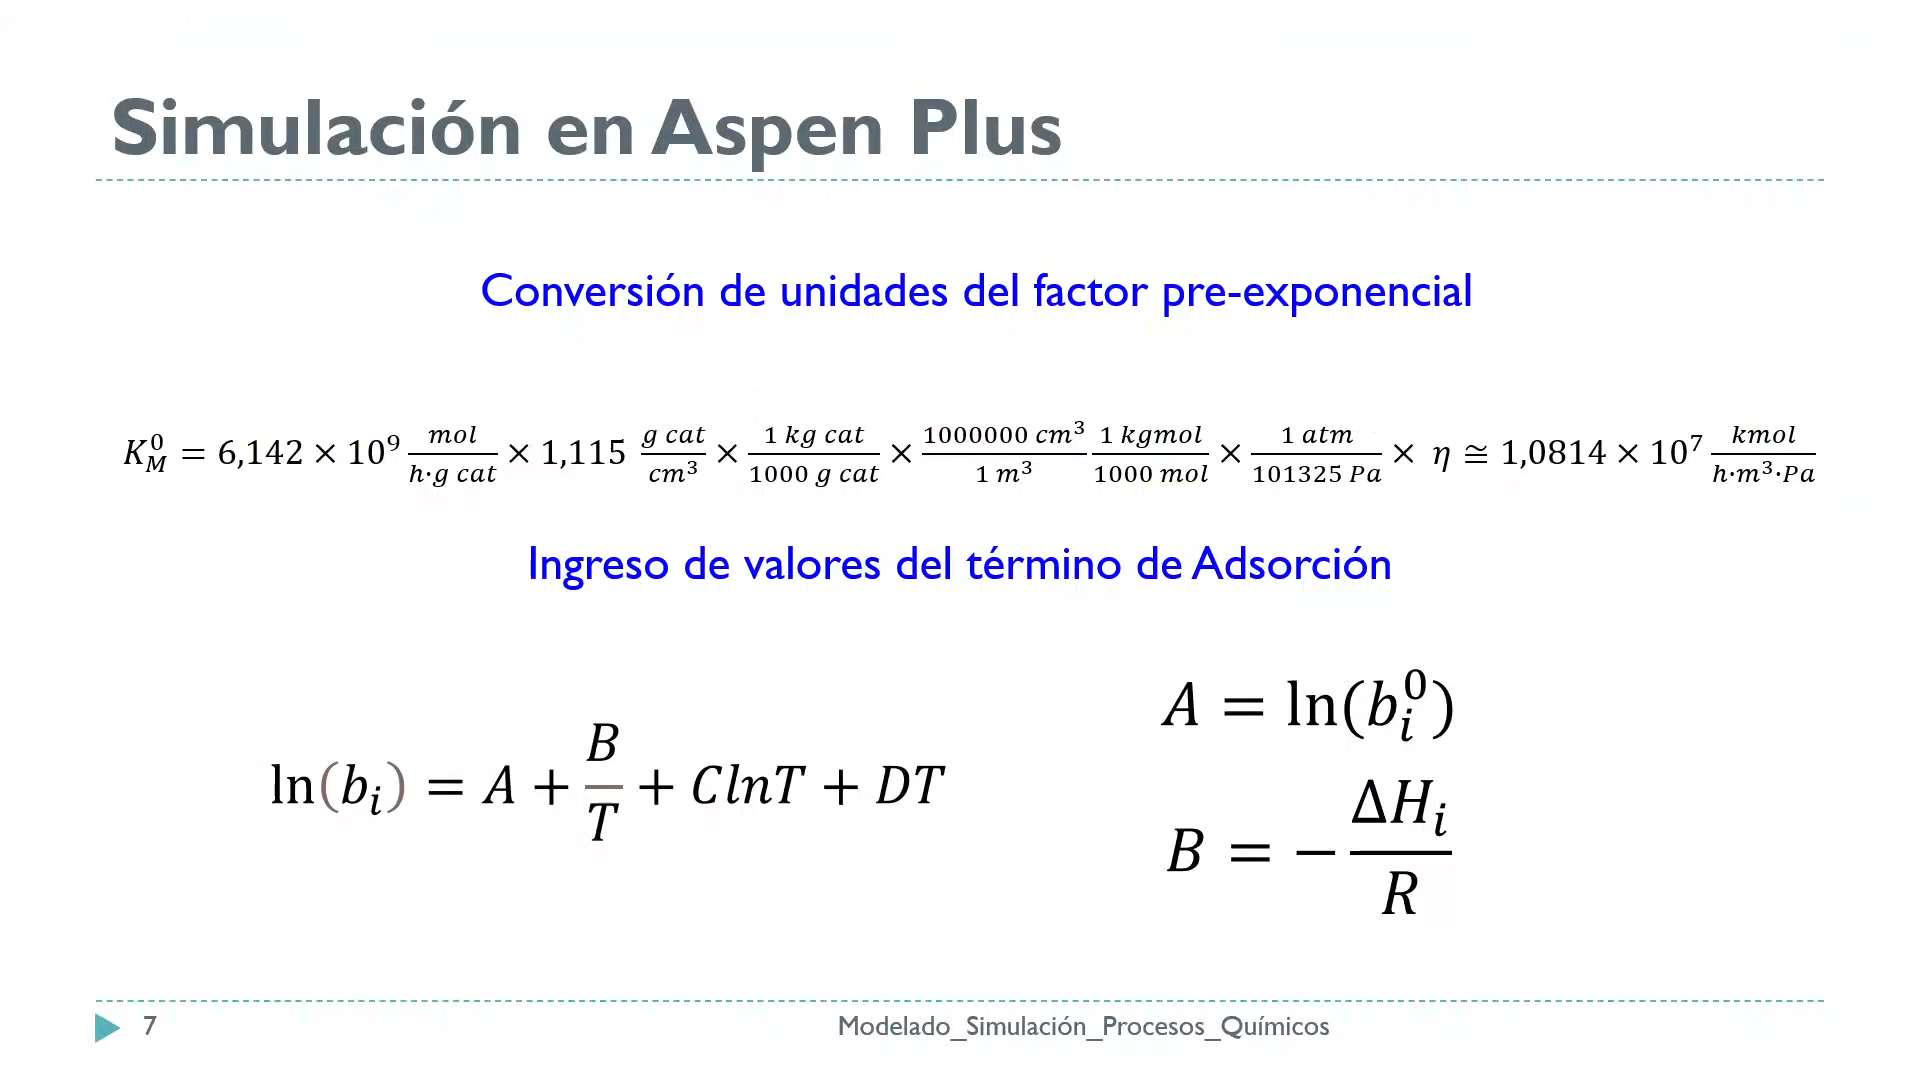 Simulación en Aspen Plus
Conversión de unidades del factor pre-exponencial
$K_M^0 = 6,142 \times 10^9 \frac{mol}{h \cdot g\ cat} \times 1,115 \frac{g\ cat}{cm^3} \times \frac{1\ kg\ cat}{1000\ g\ cat} \times \frac{1000000\ cm^3}{1\ m^3} \frac{1\ kgmol}{1000\ mol} \times \frac{1\ atm}{101325\ Pa} \times \eta \cong 1,0814 \times 10^7 \frac{kmol}{h \cdot m^3 \cdot Pa}$
Ingreso de valores del término de Adsorción
$\ln(b_i) = A + \frac{B}{T} + ClnT + DT$
$A = \ln(b_i^0)$
$B = -\frac{\Delta H_i}{R}$
7
Modelado_Simulación_Procesos_Químicos